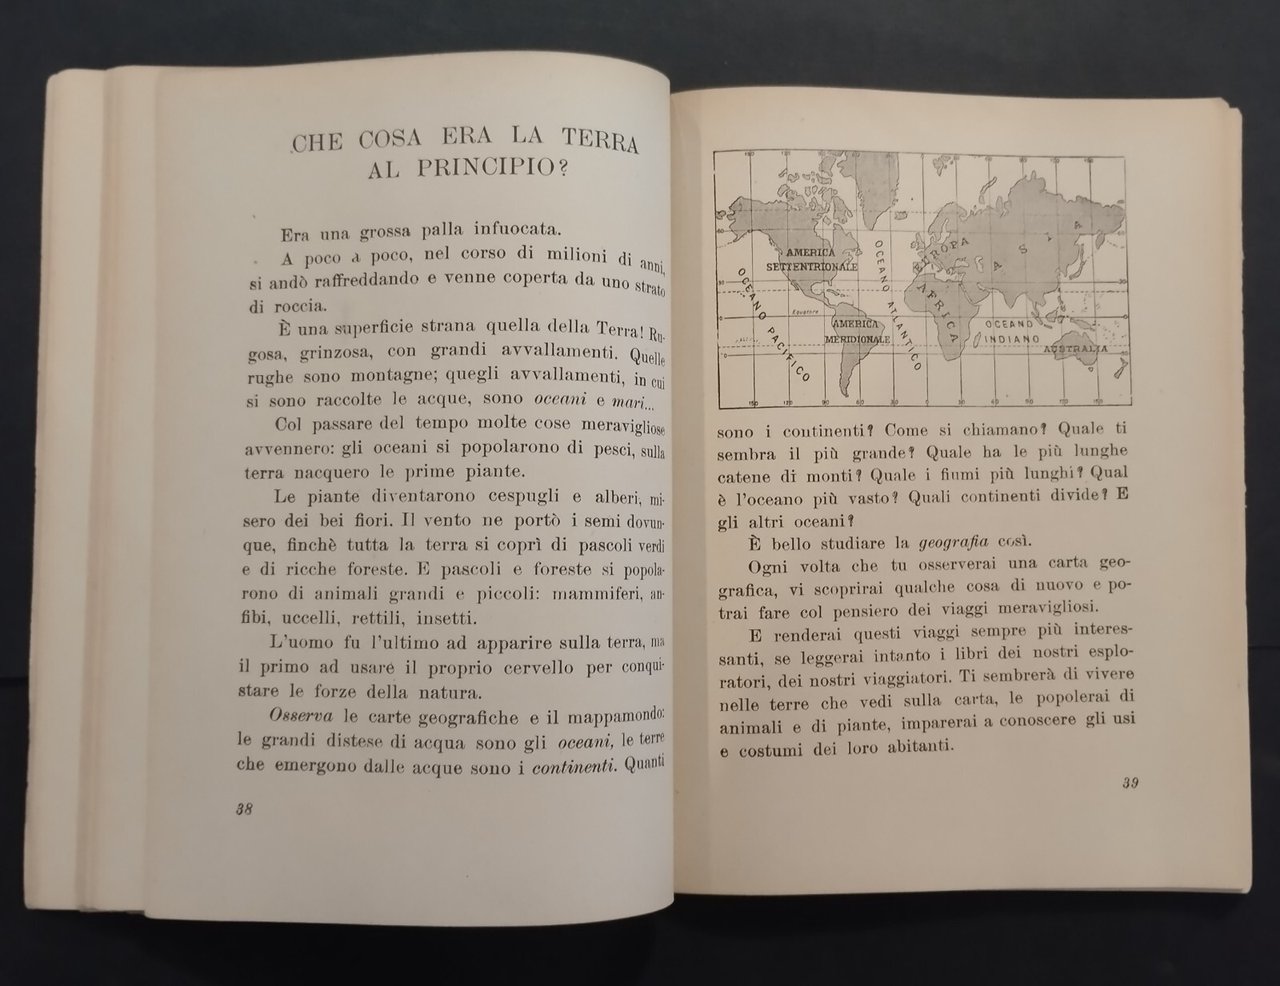 CHE COSA ERA LA TERRA
AL PRINCIPIO?
Era una grossa palla infuocata.
A poco a poco, nel corso di milioni di anni,
si andò raffreddando e venne coperta da uno strato
di roccia.
È una superficie strana quella della Terra! Ru-
gosa, grinzosa, con grandi avvallamenti. Quelle
rughe sono montagne; quegli avvallamenti, in cui
si sono raccolte le acque, sono oceani e mari...
Col passare del tempo molte cose meravigliose
avvennero: gli oceani si popolarono di pesci, sulla
terra nacquero le prime piante.
Le piante diventarono cespugli e alberi, mi-
sero dei bei fiori. Il vento ne portò i semi dovun-
que, finchè tutta la terra si coprì di pascoli verdi
e di ricche foreste. E pascoli e foreste si popola-
rono di animali grandi e piccoli: mammiferi, an-
fibi, uccelli, rettili, insetti.
L'uomo fu l'ultimo ad apparire sulla terra, ma
il primo ad usare il proprio cervello per conqui-
stare le forze della natura.
Osserva le carte geografiche e il mappamondo:
le grandi distese di acqua sono gli oceani, le terre
che emergono dalle acque sono i continenti. Quanti
38
AMERICA
SETTENTRIONALE
OCEANO PACIFICO
OCEANO ATLANTICO
EUROPA
ASIA
AFRICA
Equatore
AMERICA
MERIDIONALE
OCEANO
INDIANO
AUSTRALIA
sono i continenti? Come si chiamano? Quale ti
sembra il più grande? Quale ha le più lunghe
catene di monti? Quale i fiumi più lunghi? Qual
è l'oceano più vasto? Quali continenti divide? E
gli altri oceani?
È bello studiare la geografia così.
Ogni volta che tu osserverai una carta geo-
grafica, vi scoprirai qualche cosa di nuovo e po-
trai fare col pensiero dei viaggi meravigliosi.
E renderai questi viaggi sempre più interes-
santi, se leggerai intanto i libri dei nostri esplo-
ratori, dei nostri viaggiatori. Ti sembrerà di vivere
nelle terre che vedi sulla carta, le popolerai di
animali e di piante, imparerai a conoscere gli usi
e costumi dei loro abitanti.
39